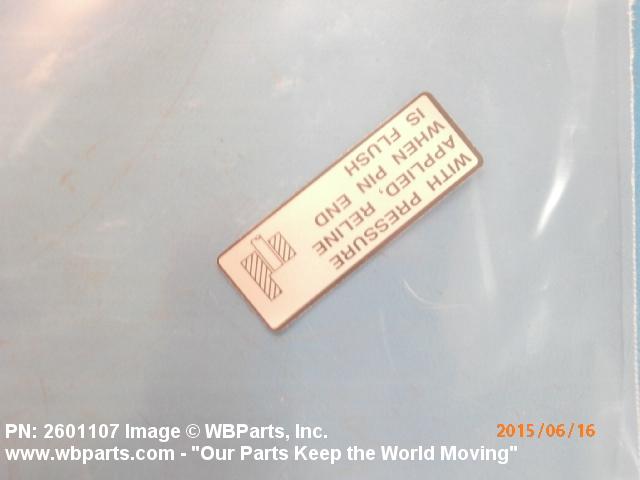 WITH PRESSURE
APPLIED, RELINE
WHEN PIN END
IS FLUSH
PN: 2601107 Image © WBParts, Inc.
2015/06/16
www.wbparts.com - "Our Parts Keep the World Moving"